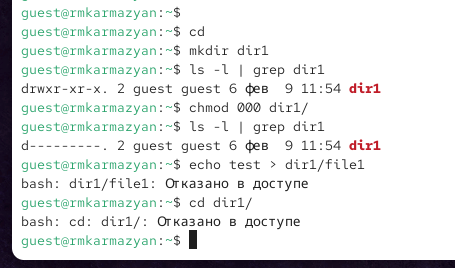 guest@rmkarmazyan:~$
guest@rmkarmazyan:~$ cd
guest@rmkarmazyan:~$ mkdir dir1
guest@rmkarmazyan:~$ ls -l | grep dir1
drwxr-xr-x. 2 guest guest 6 фев  9 11:54 dir1
guest@rmkarmazyan:~$ chmod 000 dir1/
guest@rmkarmazyan:~$ ls -l | grep dir1
d---------. 2 guest guest 6 фев  9 11:54 dir1
guest@rmkarmazyan:~$ echo test > dir1/file1
bash: dir1/file1: Отказано в доступе
guest@rmkarmazyan:~$ cd dir1/
bash: cd: dir1/: Отказано в доступе
guest@rmkarmazyan:~$